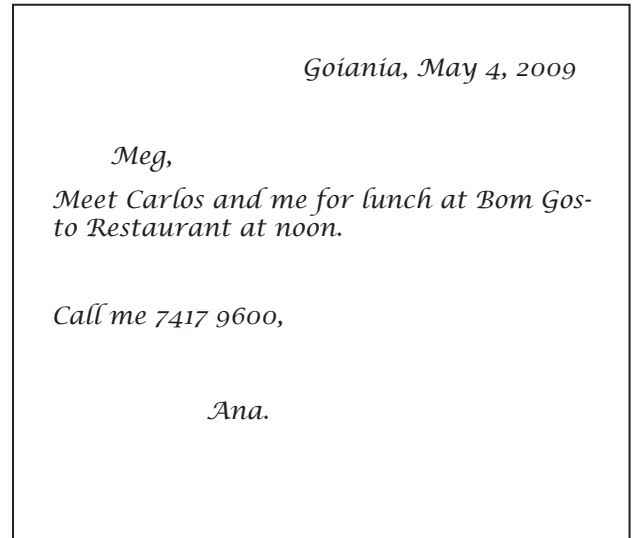 Goiania, May 4, 2009
Meg,
Meet Carlos and me for lunch at Bom Gos-
to Restaurant at noon.
Call me 7417 9600,
Ana.